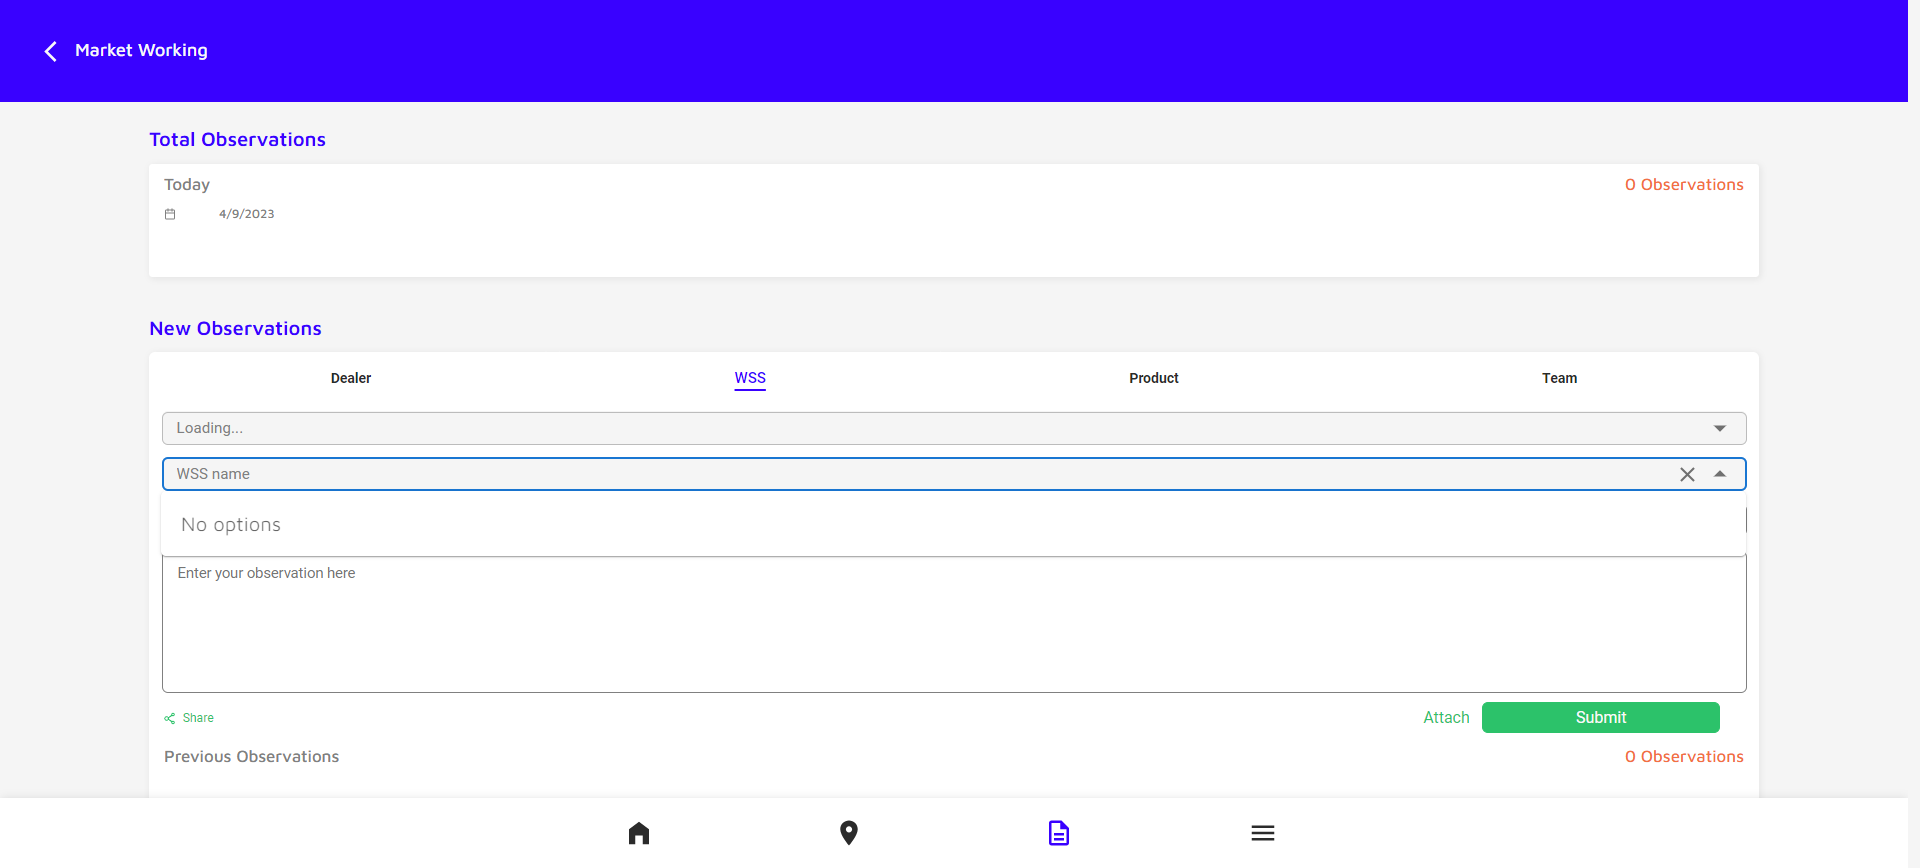 Market Working
Total Observations
Today
0 Observations
4/9/2023
New Observations
Dealer
WSS
Product
Team
Loading...
WSS name
No options
Enter your observation here
Share
Attach
Submit
Previous Observations
0 Observations